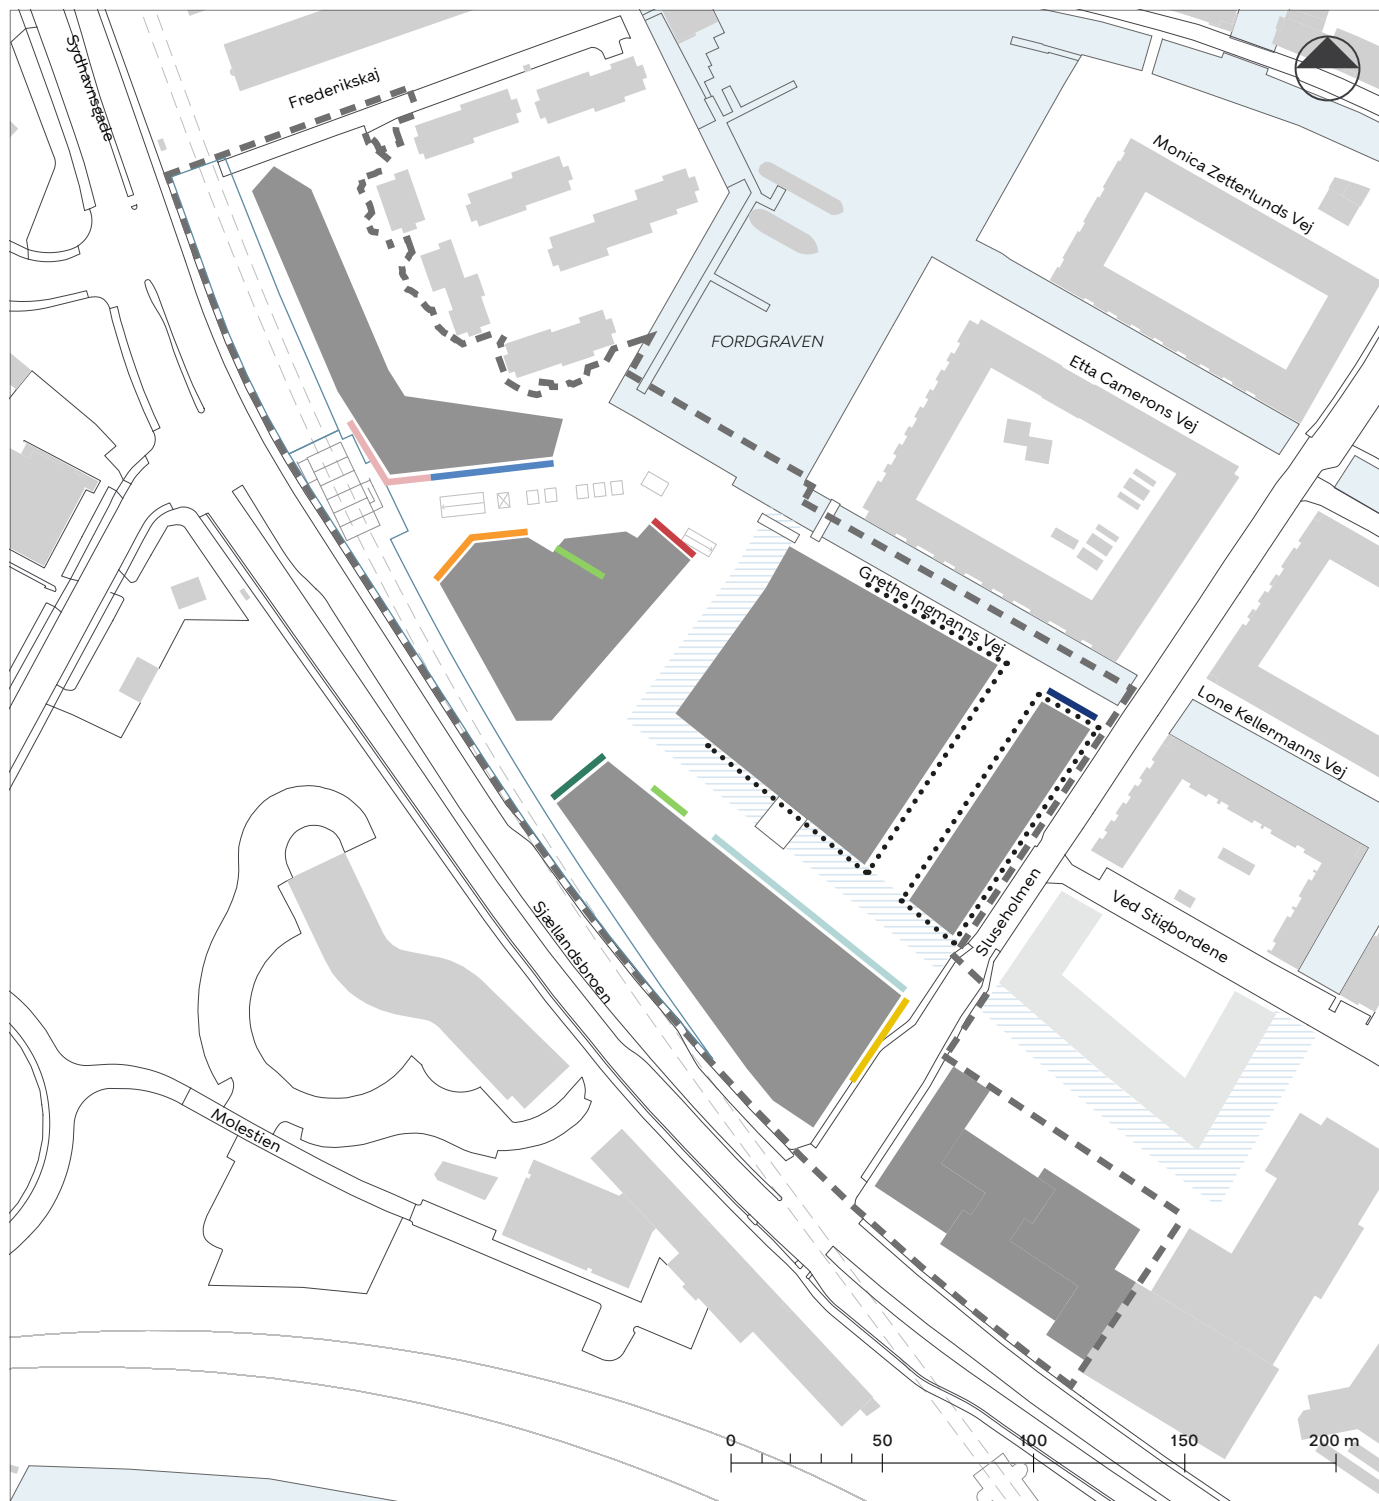 Sydhavnsgade
Frederikskaj
Monica Zetterlunds Vej
FORDGRAVEN
Etta Camerons Vej
Grethe Ingmanns Vej
Lone Kellermanns Vej
Sluseholmen
Ved Stigbordene
Sjællandsbroen
Molestien
0 50 100 150 200 m